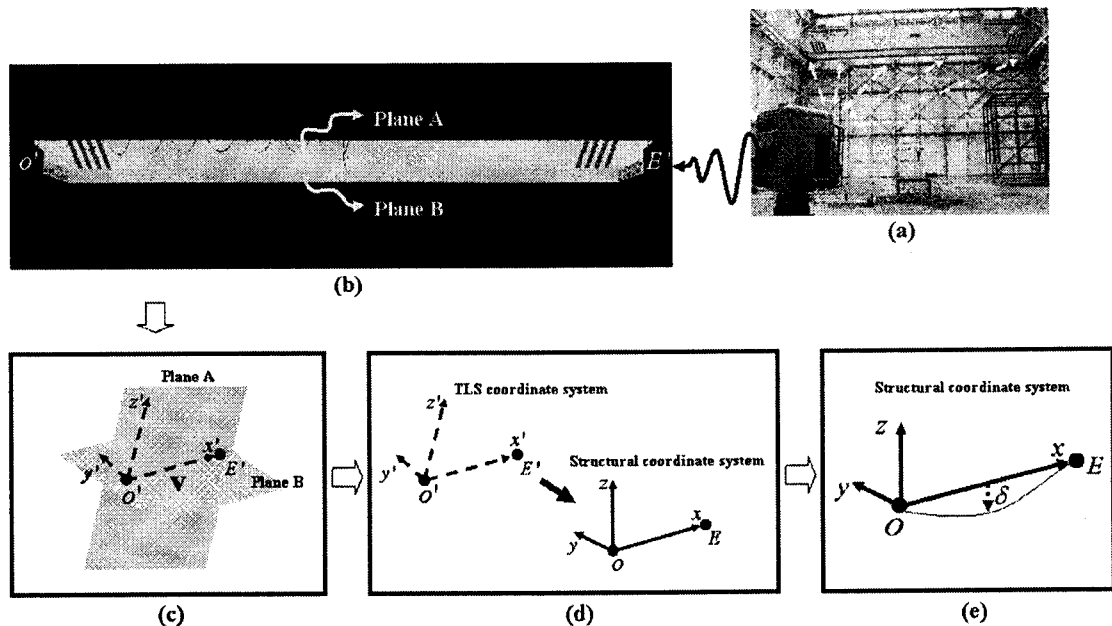 Plane A
O'
E'
Plane B
(a)
(b)
Plane A
z'
x'
y'
E'
O'
V
Plane B
(c)
TLS coordinate system
z'
x'
y'
E'
O'
Structural coordinate system
z
x
y
E
O
(d)
Structural coordinate system
z
x
E
y
δ
O
(e)